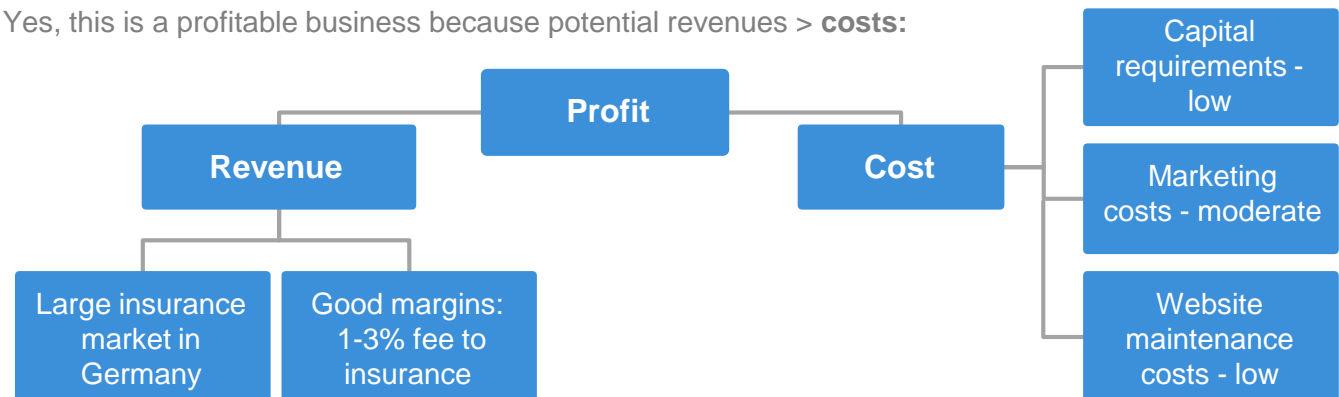 Yes, this is a profitable business because potential revenues > costs:
Profit
Revenue
Cost
Large insurance
market in
Germany
Good margins:
1-3% fee to
insurance
Capital
requirements -
low
Marketing
costs - moderate
Website
maintenance
costs - low